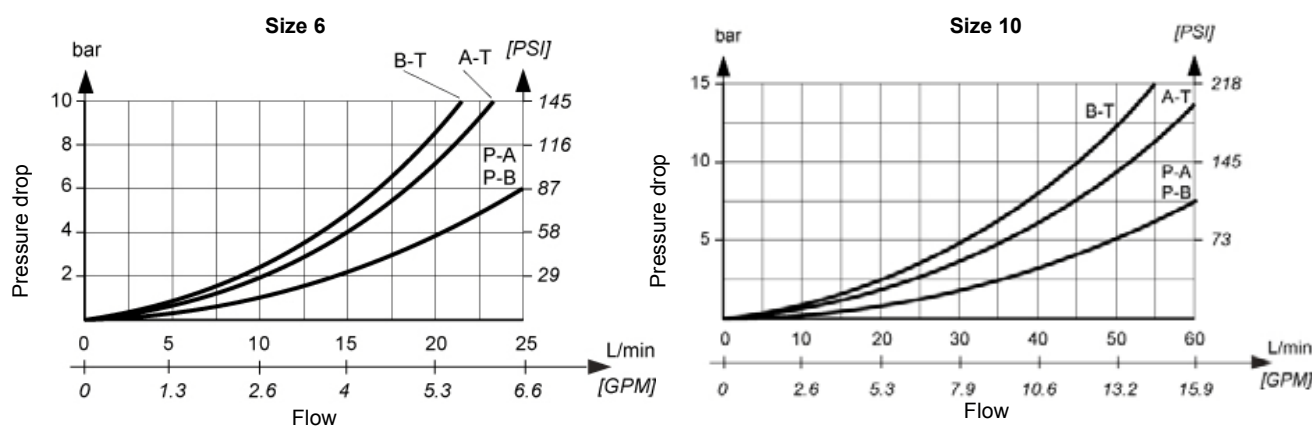 Size 6
bar
[PSI]
B-T
A-T
10
145
8
116
P-A
P-B
6
87
4
58
2
29
Pressure drop
0 5 10 15 20 25
L/min
0 1.3 2.6 4 5.3 6.6
[GPM]
Flow
Size 10
bar
[PSI]
15
218
A-T
B-T
10
145
P-A
P-B
5
73
Pressure drop
0 10 20 30 40 50 60
L/min
0 2.6 5.3 7.9 10.6 13.2 15.9
[GPM]
Flow